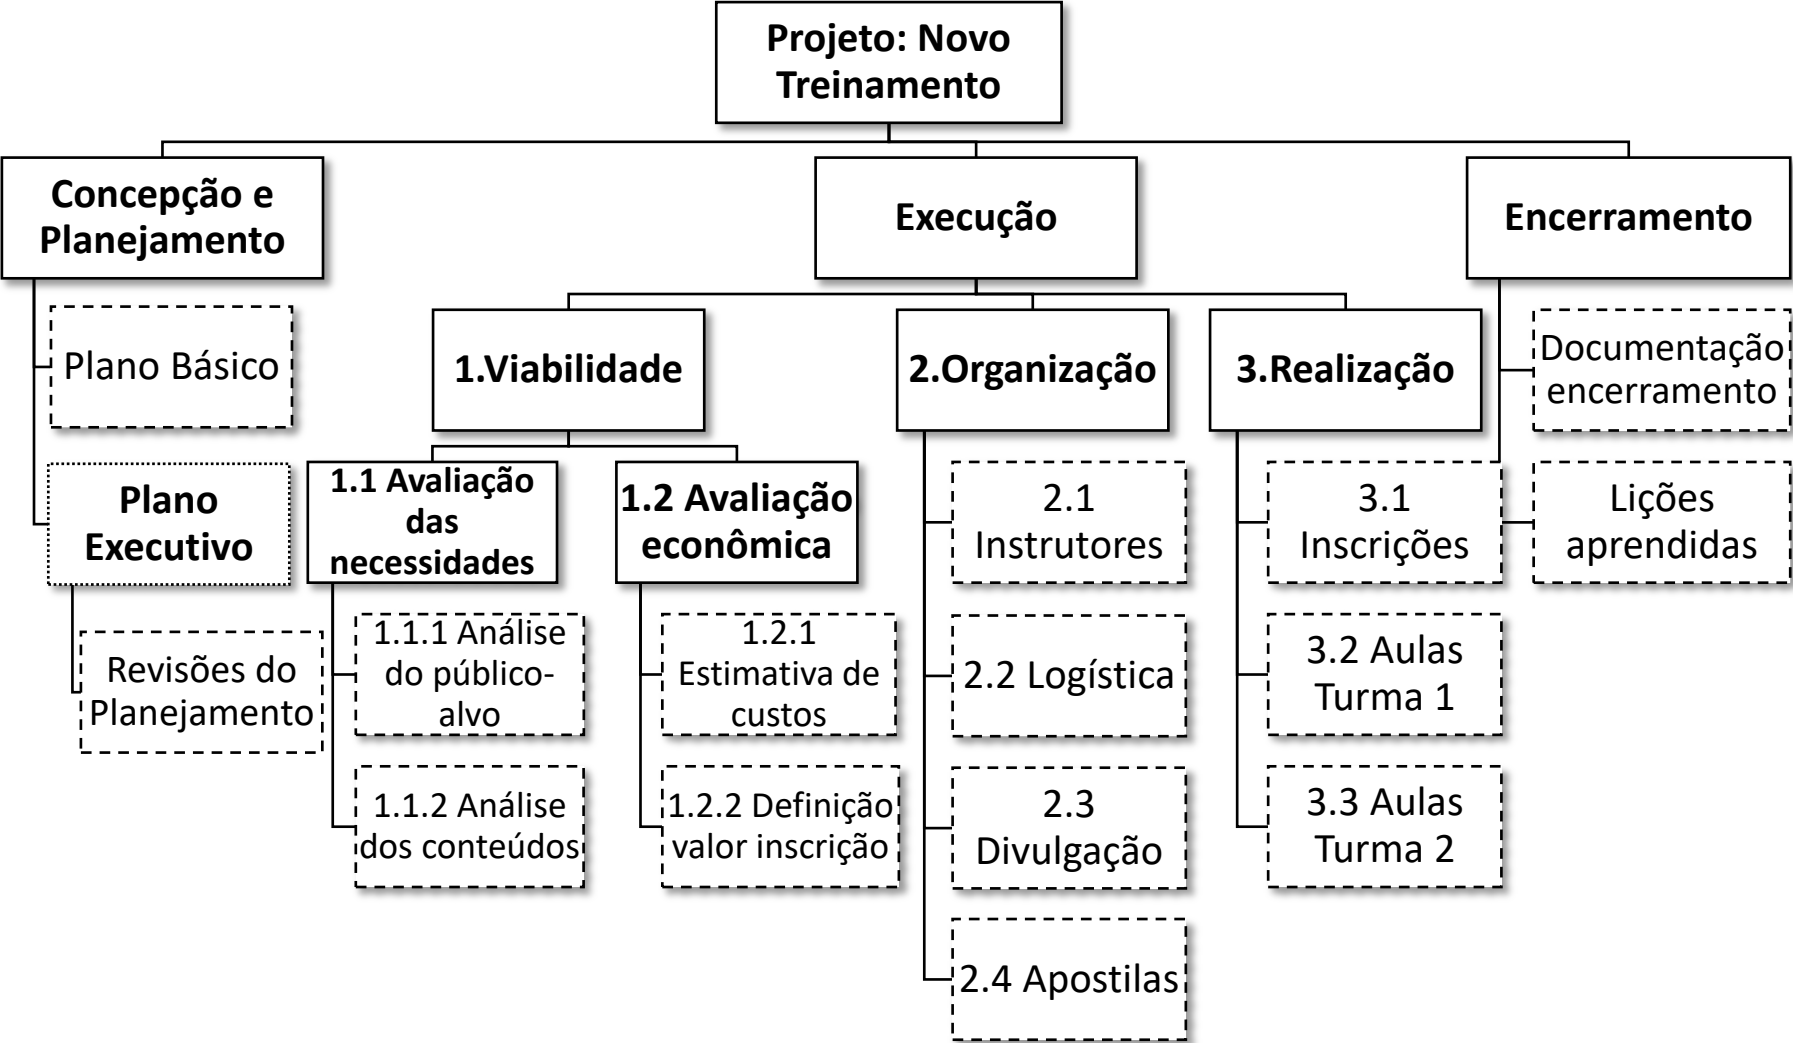 Projeto: Novo
Treinamento
Concepção e
Planejamento
Plano Básico
Plano
Executivo
Revisões do
Planejamento
Execução
1.Viabilidade
1.1 Avaliação
das
necessidades
1.1.1 Análise
do público-
alvo
1.1.2 Análise
dos conteúdos
1.2 Avaliação
econômica
1.2.1
Estimativa de
custos
1.2.2 Definição
valor inscrição
2.Organização
2.1
Instrutores
2.2 Logística
2.3
Divulgação
2.4 Apostilas
3.Realização
3.1
Inscrições
3.2 Aulas
Turma 1
3.3 Aulas
Turma 2
Encerramento
Documentação
encerramento
Lições
aprendidas